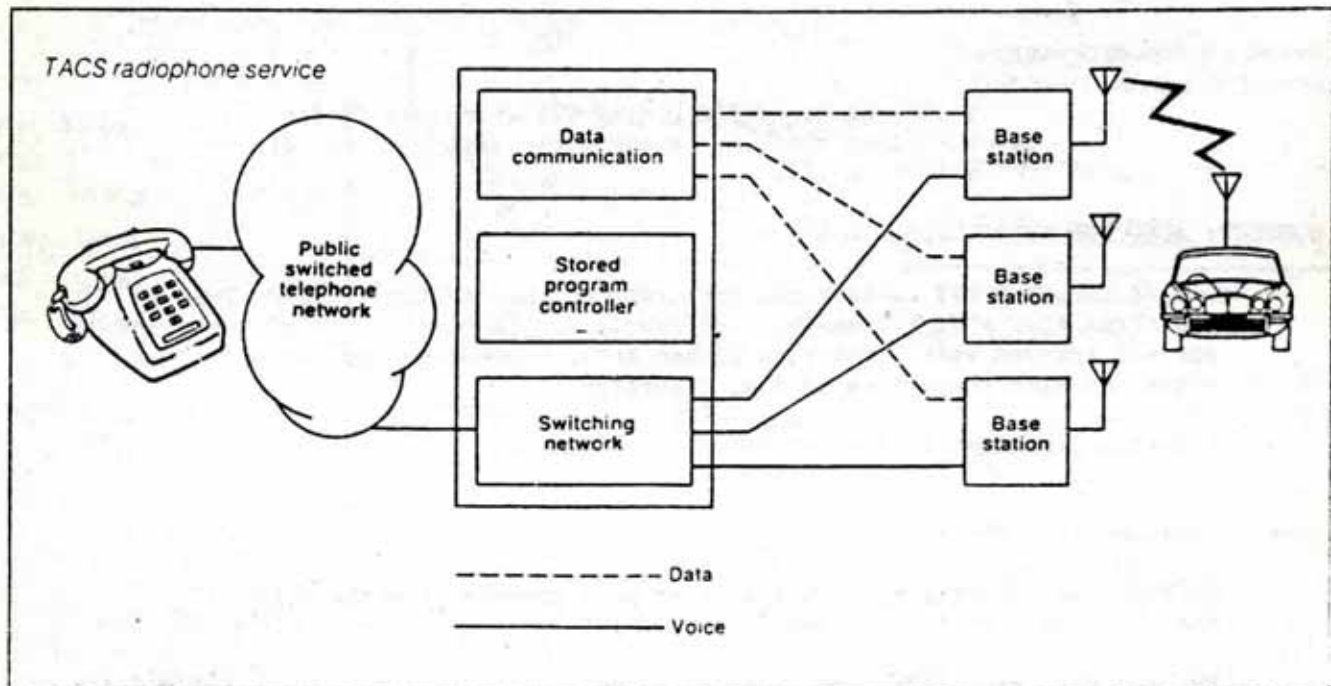 TACS radiophone service
Public
switched
telephone
network
Data
communication
Stored
program
controller
Switching
network
Base
station
Base
station
Base
station
Data
Voice